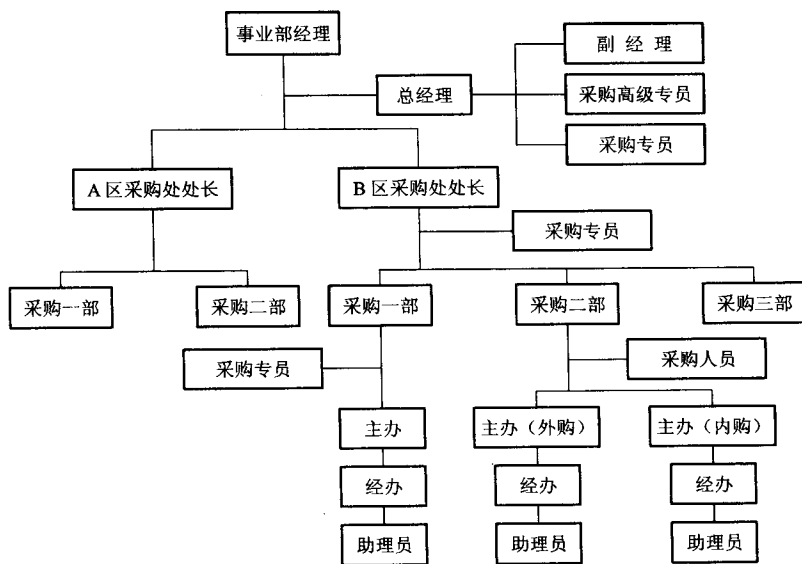 事业部经理
副 经 理
总经理
采购高级专员
采购专员
A 区采购处处长
B 区采购处处长
采购专员
采购一部
采购二部
采购一部
采购二部
采购三部
采购专员
采购人员
主办
主办（外购）
主办（内购）
经办
经办
经办
助理员
助理员
助理员